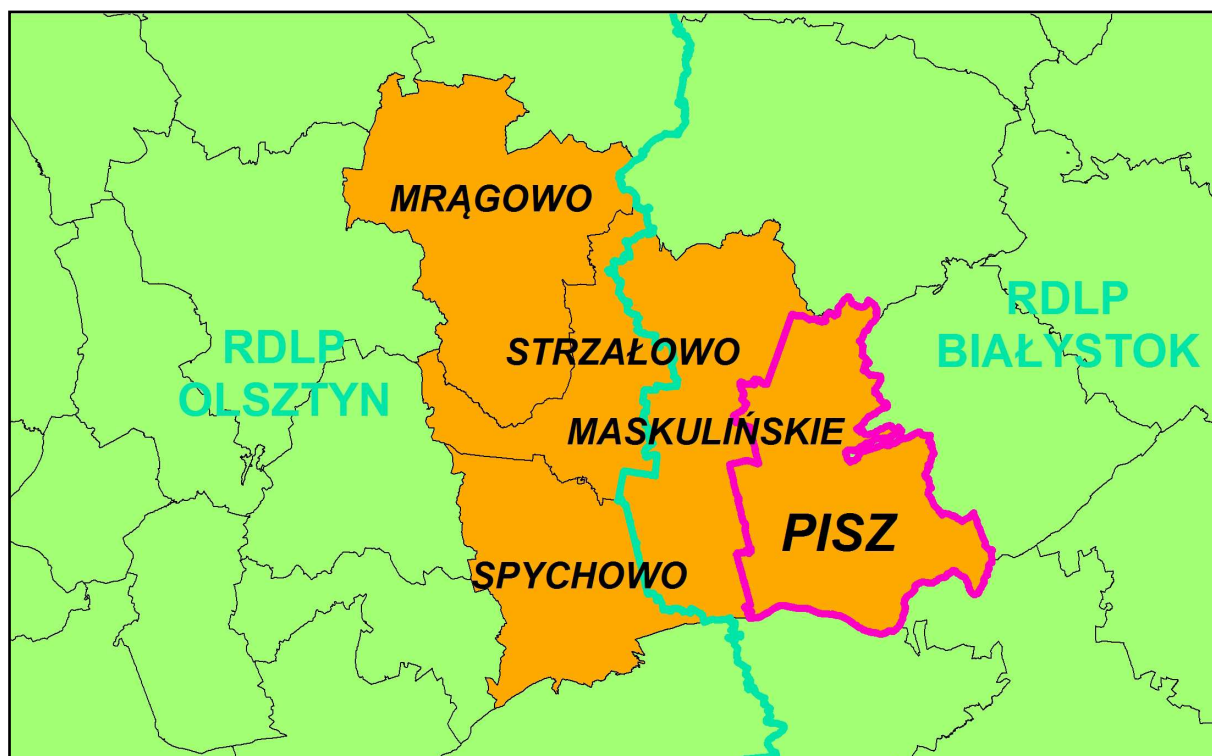 MRĄGOWO
RDLP
BIAŁYSTOK
RDLP
OLSZTYN
STRZAŁOWO
MASKULIŃSKIE
PISZ
SPYCHOWO